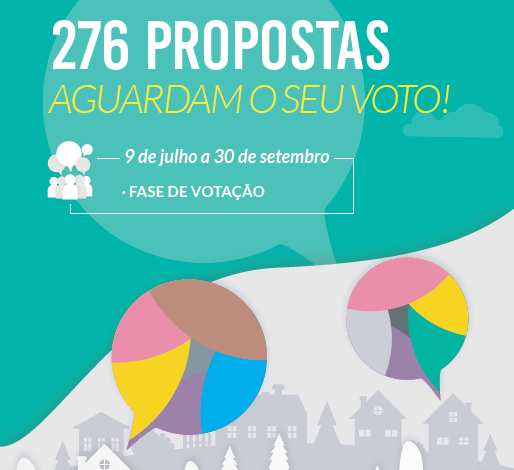 276 PROPOSTAS
AGUARDAM O SEU VOTO!
9 de julho a 30 de setembro
· FASE DE VOTAÇÃO